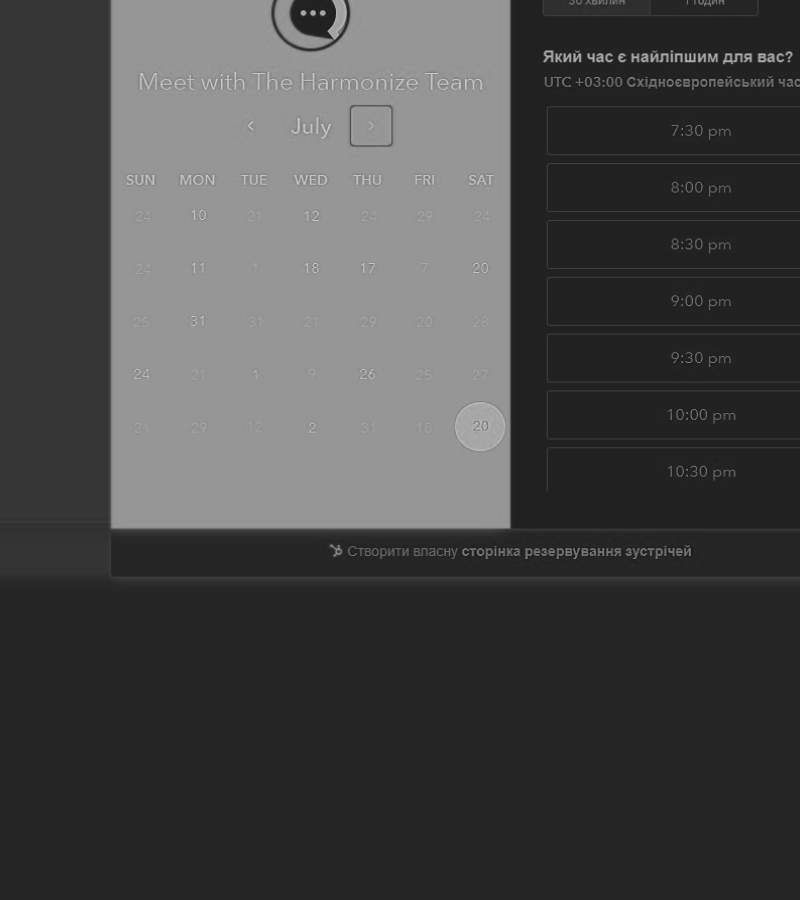 Meet with The Harmonize Team
July
SUN MON TUE WED THU FRI SAT
24 10 21 12 24 29 24
24 11 1 18 17 7 20
25 31 31 21 29 20 28
24 21 1 9 26 25 27
21 29 12 2 31 18 20
30 хвилин 1 годин
Який час є найліпшим для вас?
UTC +03:00 Східноєвропейський час
7:30 pm
8:00 pm
8:30 pm
9:00 pm
9:30 pm
10:00 pm
10:30 pm
Створити власну сторінка резервування зустрічей